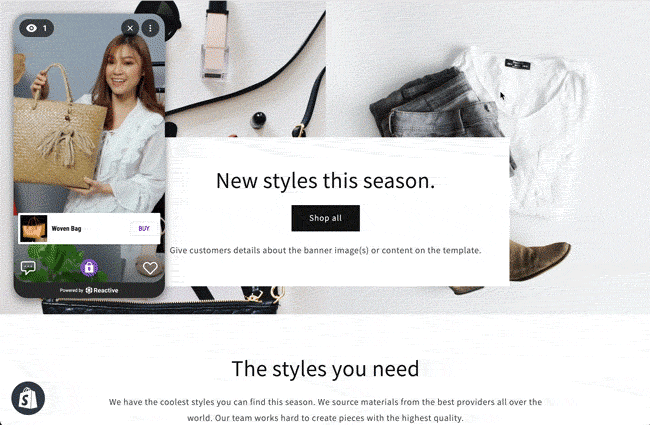 1
Woven Bag
BUY
Powered by Reactive
New styles this season.
Shop all
Give customers details about the banner image(s) or content on the template.
The styles you need
We have the coolest styles you can find this season. We source materials from the best providers all over the
world. Our team works hard to create pieces with the highest quality.